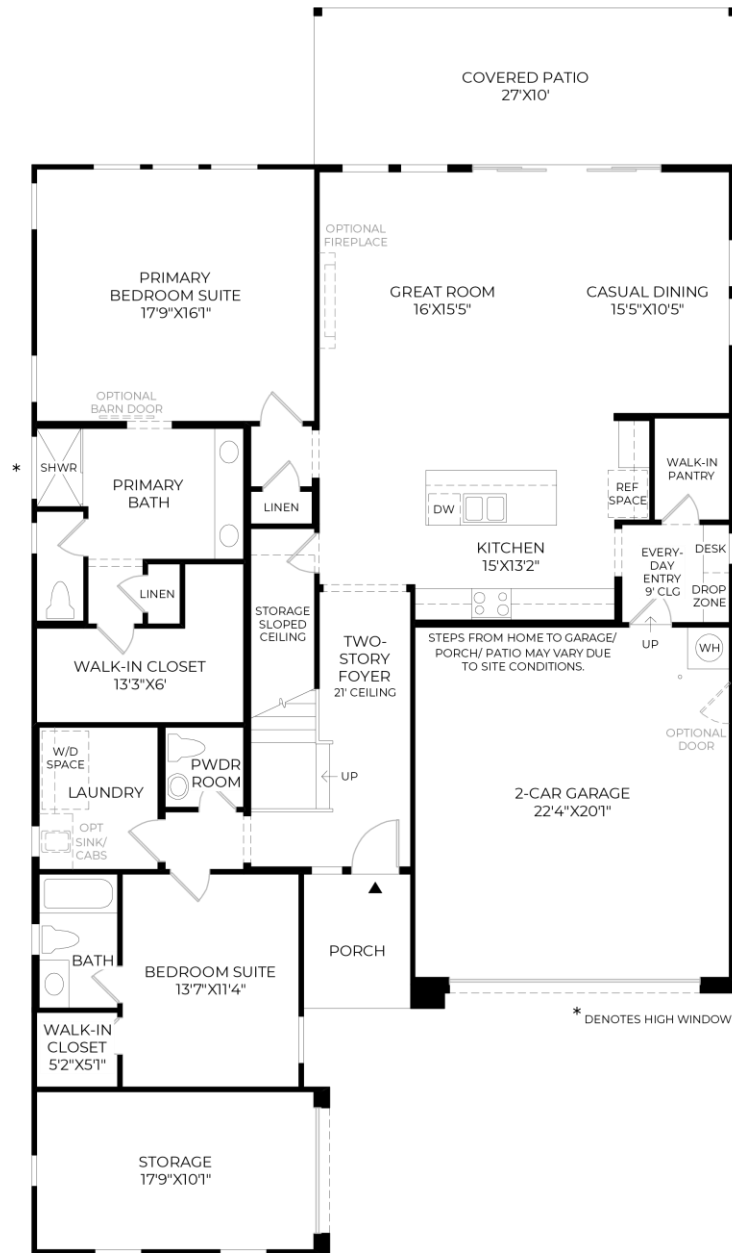 COVERED PATIO
27'X10'
OPTIONAL
FIREPLACE
PRIMARY
BEDROOM SUITE
17'9"X16'1"
GREAT ROOM
16'X15'5"
CASUAL DINING
15'5"X10'5"
OPTIONAL
BARN DOOR
*
SHWR
PRIMARY
BATH
LINEN
DW
REF
SPACE
WALK-IN
PANTRY
KITCHEN
15'X13'2"
EVERY-
DAY
ENTRY
9' CLG
DESK
DROP
ZONE
LINEN
STORAGE
SLOPED
CEILING
WALK-IN CLOSET
13'3"X6'
TWO-
STORY
FOYER
21' CEILING
STEPS FROM HOME TO GARAGE/
PORCH/ PATIO MAY VARY DUE
TO SITE CONDITIONS.
UP
WH
OPTIONAL
DOOR
W/D
SPACE
LAUNDRY
OPT
SINK/
CABS
PWDR
ROOM
UP
2-CAR GARAGE
22'4"X20'1"
BATH
BEDROOM SUITE
13'7"X11'4"
PORCH
WALK-IN
CLOSET
5'2"X5'1"
* DENOTES HIGH WINDOW
STORAGE
17'9"X10'1"